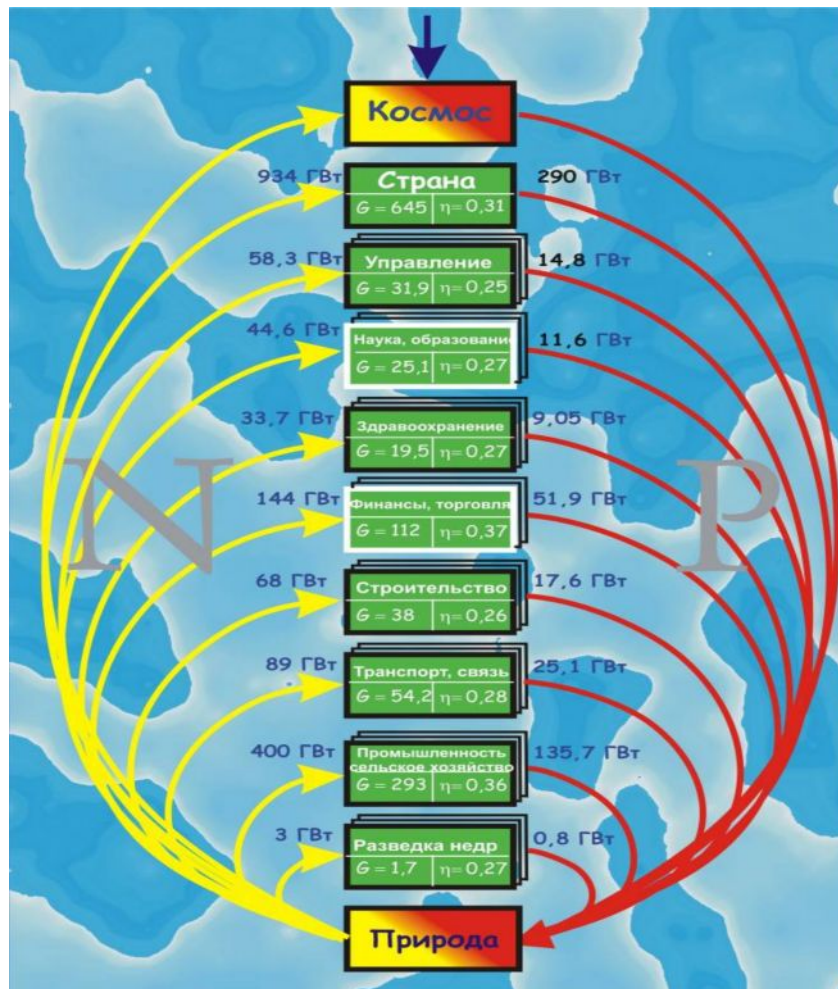 Космос
934 ГВт
Страна
290 ГВт
G = 645
η=0,31
58,3 ГВт
Управление
14,8 ГВт
G = 31,9
η=0,25
44,6 ГВт
Наука, образование
11,6 ГВт
G = 25,1
η=0,27
33,7 ГВт
Здравоохранение
9,05 ГВт
G = 19,5
η=0,27
N
P
144 ГВт
Финансы, торговля
51,9 ГВт
G = 112
η=0,37
68 ГВт
Строительство
17,6 ГВт
G = 38
η=0,26
89 ГВт
Транспорт, связь
25,1 ГВт
G = 54,2
η=0,28
400 ГВт
Промышленность
сельское хозяйство
135,7 ГВт
G = 293
η=0,36
3 ГВт
Разведка недр
0,8 ГВт
G = 1,7
η=0,27
Природа